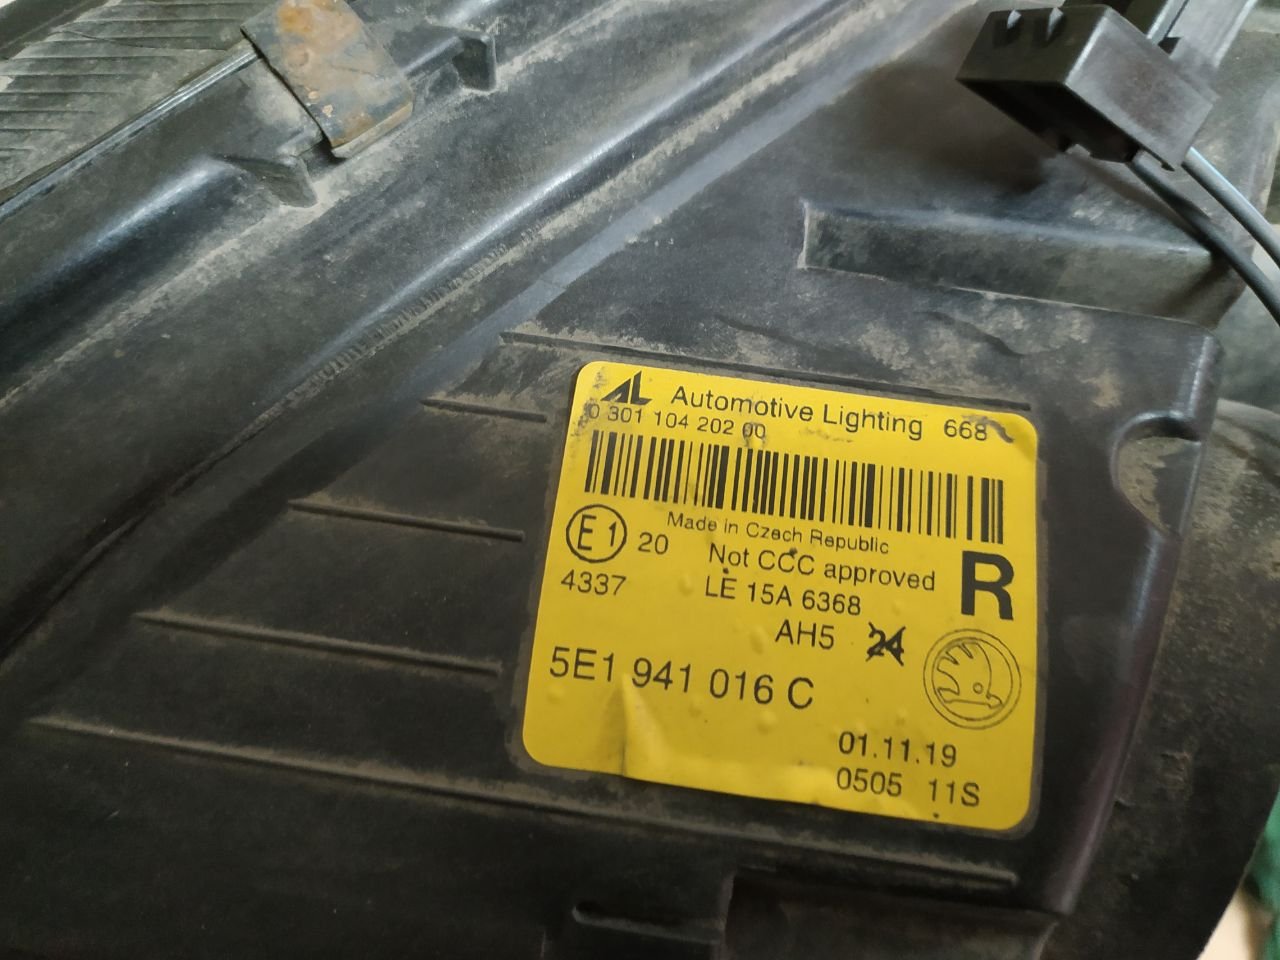 AL Automotive Lighting 668
0 301 104 202 00
Made in Czech Republic
E1 20 Not CCC approved R
4337 LE 15A 6368
AH5 24
5E1 941 016 C
01.11.19
0505 11S